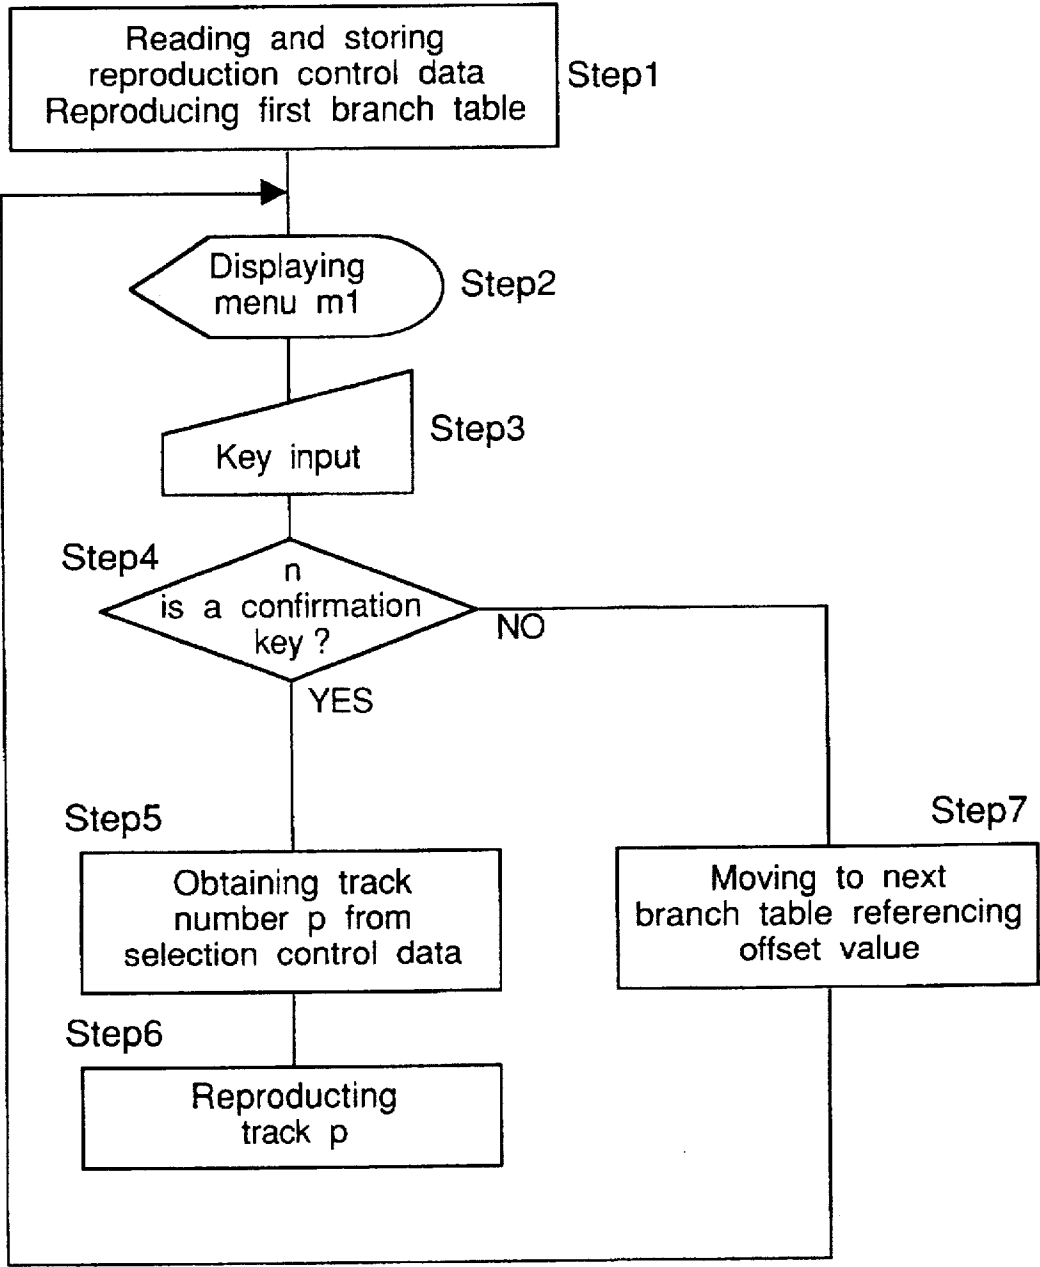 Reading and storing
reproduction control data
Reproducing first branch table
Step1
Displaying
menu m1
Step2
Key input
Step3
Step4
n
is a confirmation
key ?
NO
YES
Step5
Obtaining track
number p from
selection control data
Step7
Moving to next
branch table referencing
offset value
Step6
Reproducting
track p